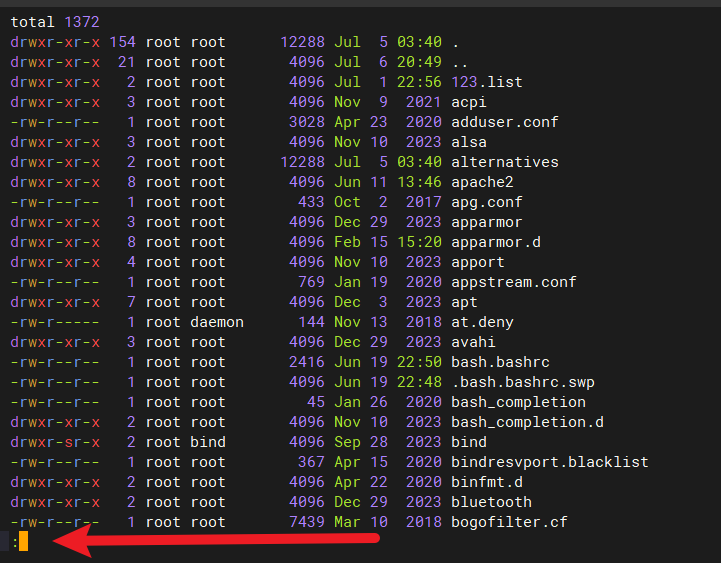 total 1372
drwxr-xr-x 154 root root      12288 Jul  5 03:40 .
drwxr-xr-x  21 root root       4096 Jul  6 20:49 ..
drwxr-xr-x   2 root root       4096 Jul  1 22:56 123.list
drwxr-xr-x   3 root root       4096 Nov  9  2021 acpi
-rw-r--r--   1 root root       3028 Apr 23  2020 adduser.conf
drwxr-xr-x   3 root root       4096 Nov 10  2023 alsa
drwxr-xr-x   2 root root      12288 Jul  5 03:40 alternatives
drwxr-xr-x   8 root root       4096 Jun 11 13:46 apache2
-rw-r--r--   1 root root        433 Oct  2  2017 apg.conf
drwxr-xr-x   3 root root       4096 Dec 29  2023 apparmor
drwxr-xr-x   8 root root       4096 Feb 15 15:20 apparmor.d
drwxr-xr-x   4 root root       4096 Nov 10  2023 apport
-rw-r--r--   1 root root        769 Jan 19  2020 appstream.conf
drwxr-xr-x   7 root root       4096 Dec  3  2023 apt
-rw-r-----   1 root daemon      144 Nov 13  2018 at.deny
drwxr-xr-x   3 root root       4096 Dec 29  2023 avahi
-rw-r--r--   1 root root       2416 Jun 19 22:50 bash.bashrc
-rw-r--r--   1 root root       4096 Jun 19 22:48 .bash.bashrc.swp
-rw-r--r--   1 root root         45 Jan 26  2020 bash_completion
drwxr-xr-x   2 root root       4096 Nov 10  2023 bash_completion.d
drwxr-sr-x   2 root bind       4096 Sep 28  2023 bind
-rw-r--r--   1 root root        367 Apr 15  2020 bindresvport.blacklist
drwxr-xr-x   2 root root       4096 Apr 22  2020 binfmt.d
drwxr-xr-x   2 root root       4096 Dec 29  2023 bluetooth
-rw-r--r--   1 root root       7439 Mar 10  2018 bogofilter.cf
: